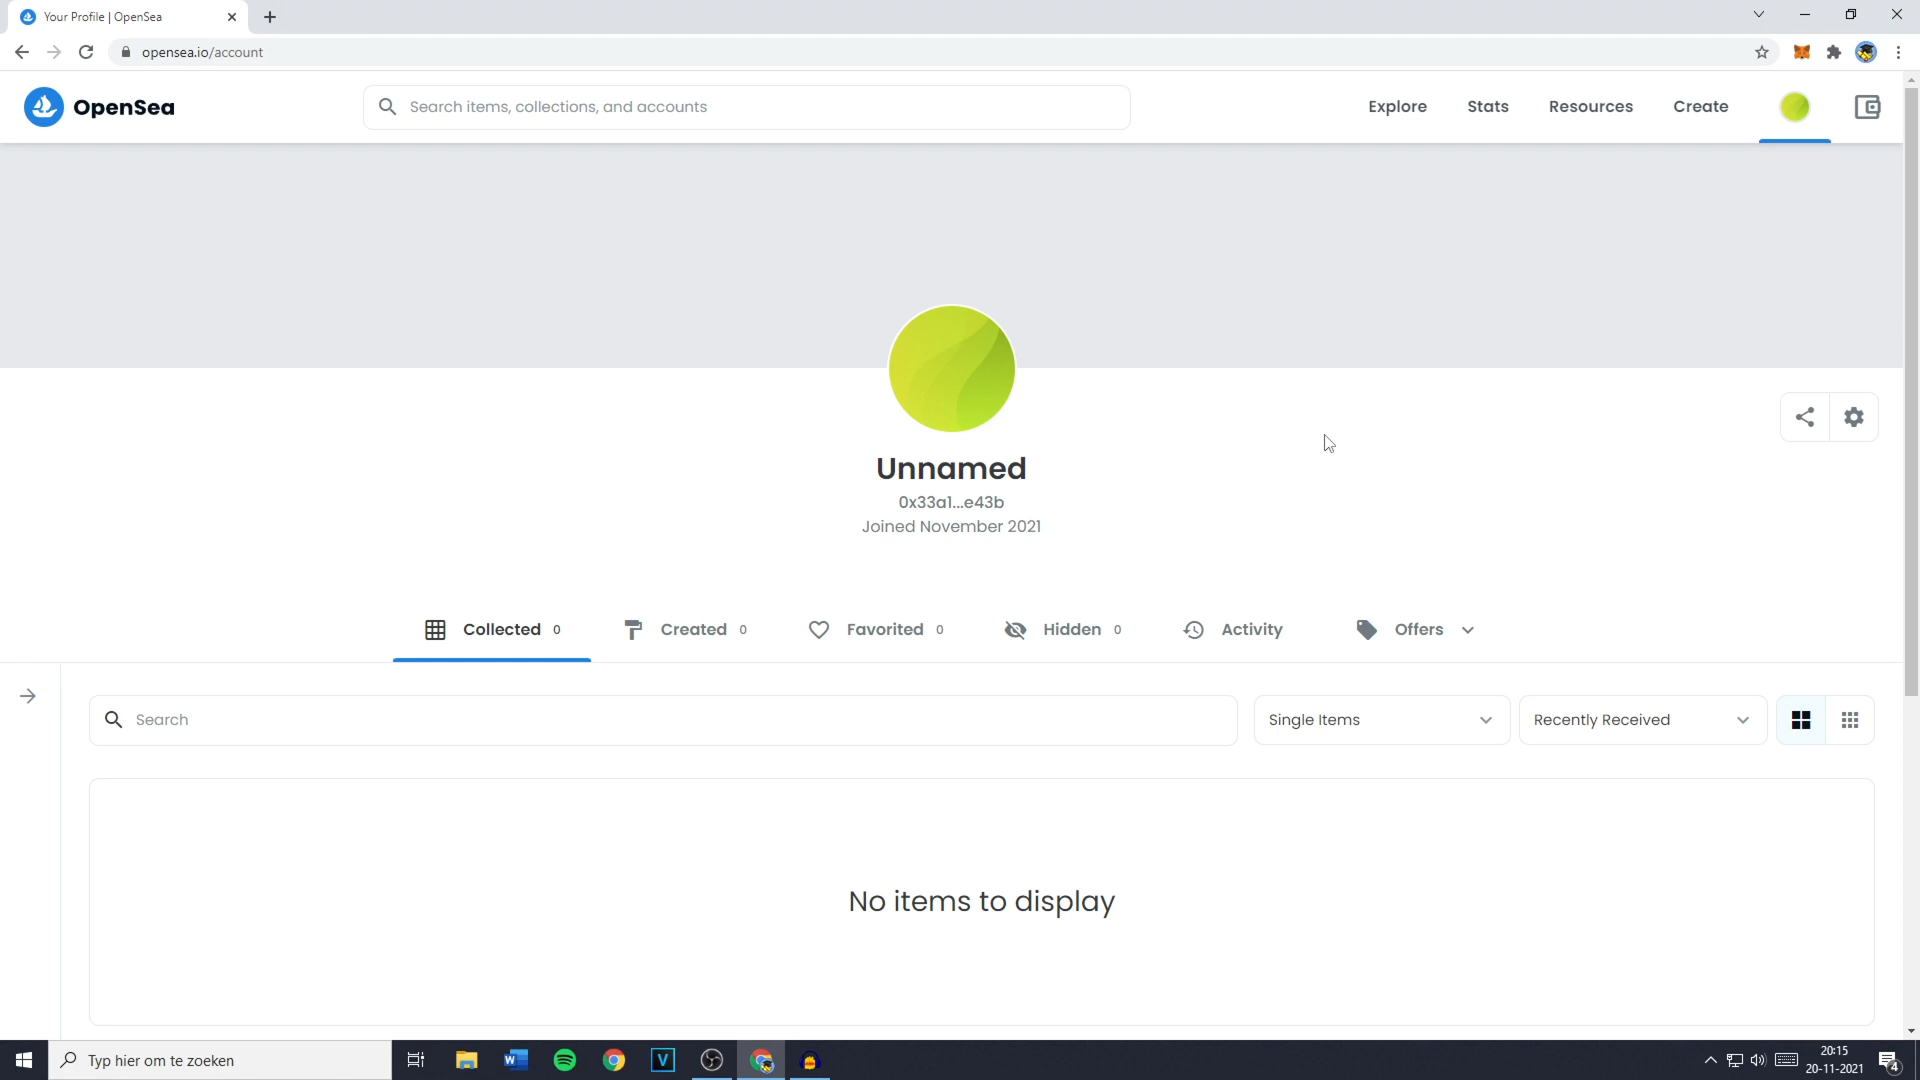 Your Profile | OpenSea
opensea.io/account
OpenSea
Search items, collections, and accounts
Explore
Stats
Resources
Create
Unnamed
0x33a1...e43b
Joined November 2021
Collected 0
Created 0
Favorited 0
Hidden 0
Activity
Offers
Search
Single Items
Recently Received
No items to display
Typ hier om te zoeken
W
V
20:15
20-11-2021
4